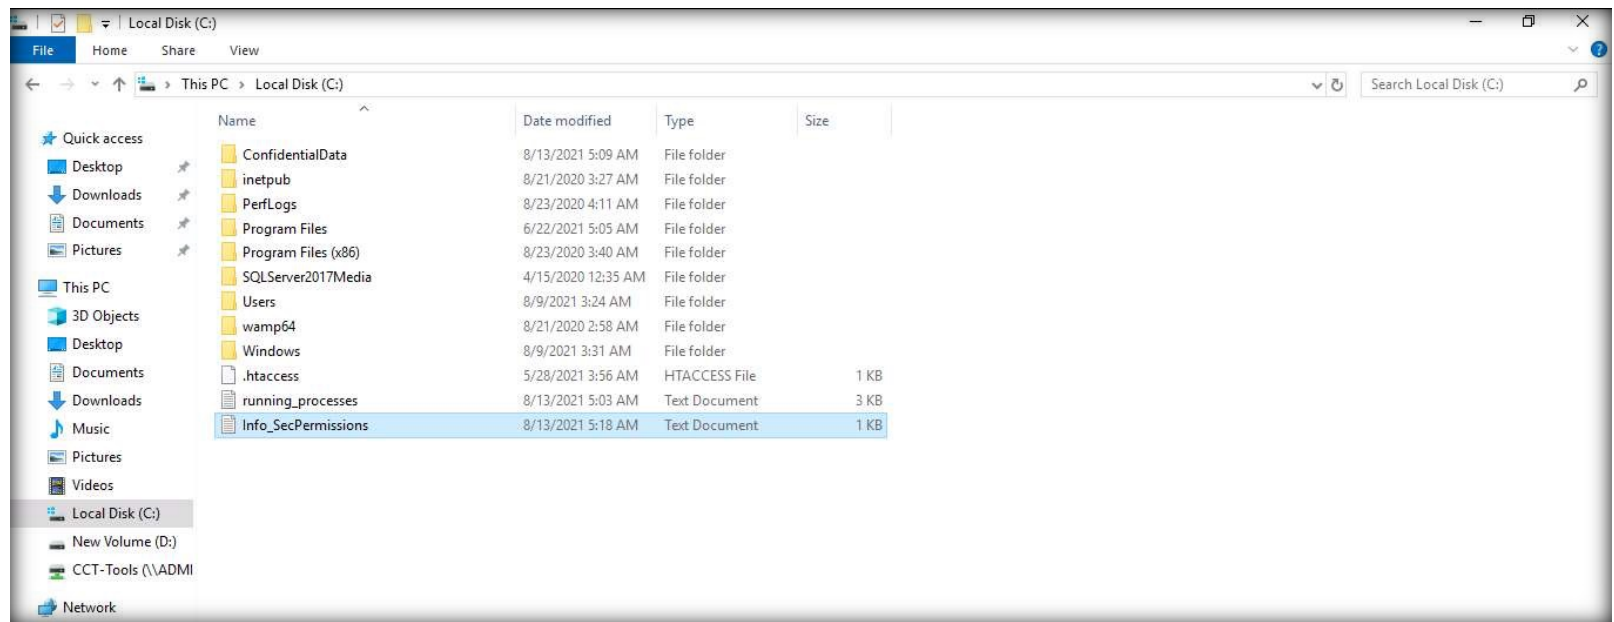 Local Disk (C:)
File Home Share View
This PC > Local Disk (C:) Search Local Disk (C:)
Name Date modified Type Size
Quick access
Desktop
Downloads
Documents
Pictures
This PC
3D Objects
Desktop
Documents
Downloads
Music
Pictures
Videos
Local Disk (C:)
New Volume (D:)
CCT-Tools (\\ADMI
Network
ConfidentialData 8/13/2021 5:09 AM File folder
inetpub 8/21/2020 3:27 AM File folder
PerfLogs 8/23/2020 4:11 AM File folder
Program Files 6/22/2021 5:05 AM File folder
Program Files (x86) 8/23/2020 3:40 AM File folder
SQLServer2017Media 4/15/2020 12:35 AM File folder
Users 8/9/2021 3:24 AM File folder
wamp64 8/21/2020 2:58 AM File folder
Windows 8/9/2021 3:31 AM File folder
.htaccess 5/28/2021 3:56 AM HTACCESS File 1 KB
running_processes 8/13/2021 5:03 AM Text Document 3 KB
Info_SecPermissions 8/13/2021 5:18 AM Text Document 1 KB